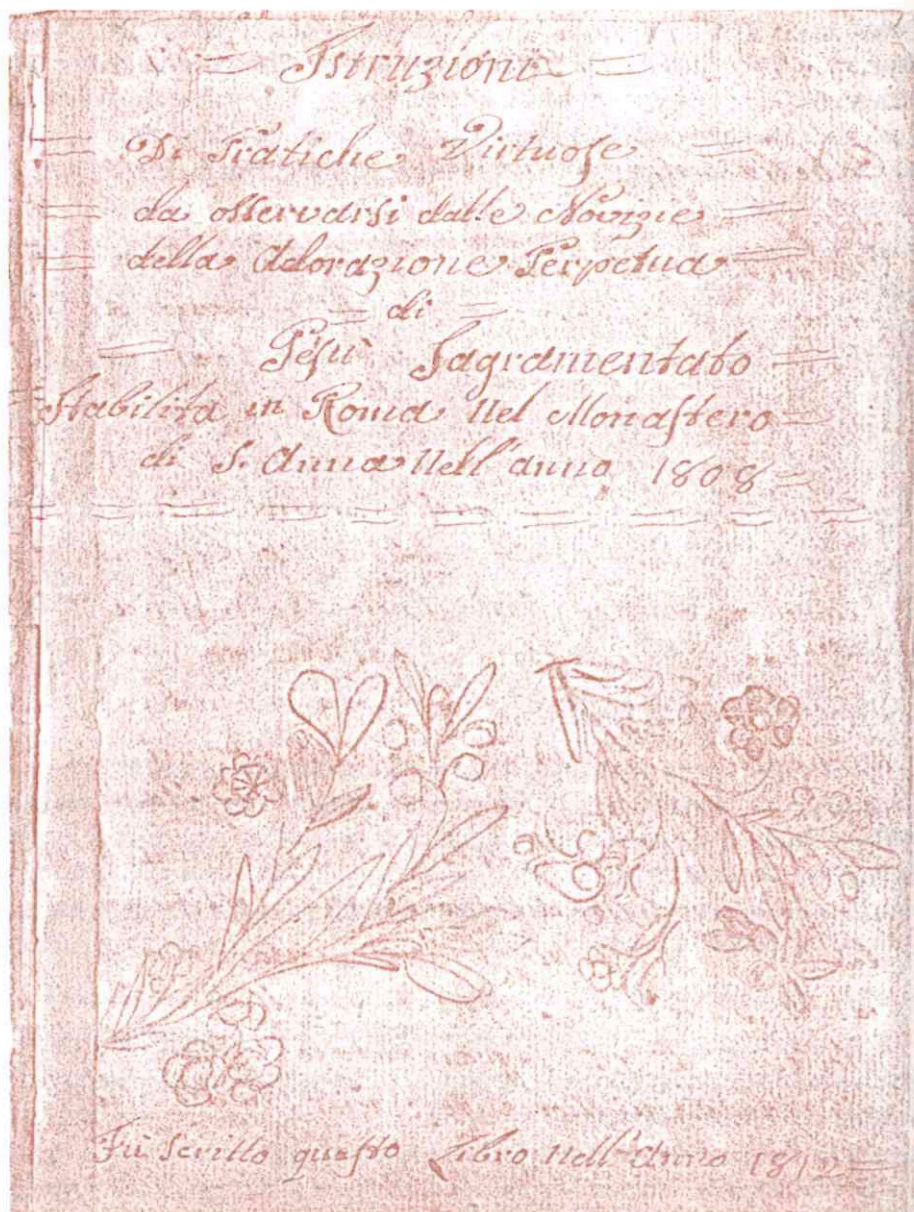 = Istruzioni =
= Di Pratiche Virtuose =
= da osservarsi dalle Novizie =
= della Adorazione Perpetua =
= di =
= Gesù Sagramentato =
Stabilita in Roma Nel Monastero =
di S. Anna Nell'anno 1808 =
Fù Scritto questo Libro nell'Anno 1812 =